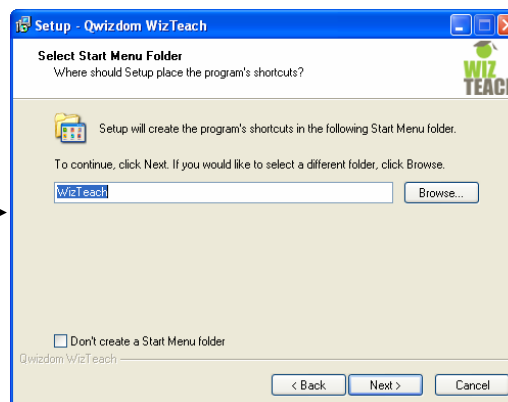 Setup - Qwizdom WizTeach
Select Start Menu Folder
Where should Setup place the program's shortcuts?
WIZ
TEACH
Setup will create the program's shortcuts in the following Start Menu folder.
To continue, click Next. If you would like to select a different folder, click Browse.
WizTeach
Browse...
Don't create a Start Menu folder
Qwizdom WizTeach
< Back
Next >
Cancel